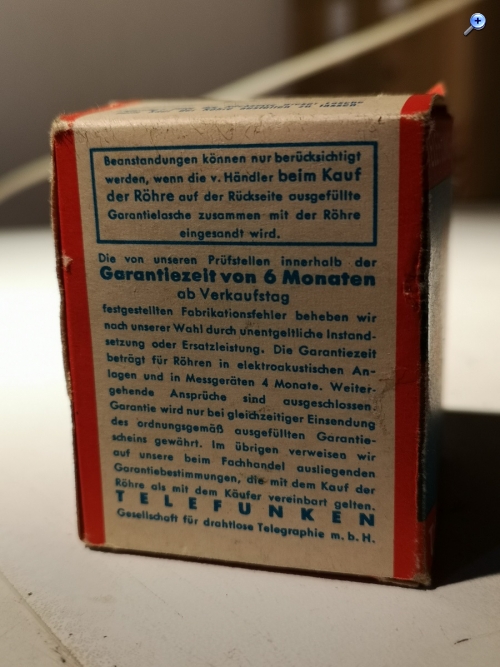 Beanstandungen können nur berücksichtigt
werden, wenn die v. Händler beim Kauf
der Röhre auf der Rückseite ausgefüllte
Garantielasche zusammen mit der Röhre
eingesandt wird.
Die von unseren Prüfstellen innerhalb der
Garantiezeit von 6 Monaten
ab Verkaufstag
festgestellten Fabrikationsfehler beheben wir
nach unserer Wahl durch unentgeltliche Instand-
setzung oder Ersatzleistung. Die Garantiezeit
beträgt für Röhren in elektroakustischen An-
lagen und in Messgeräten 4 Monate. Weiter-
gehende Ansprüche sind ausgeschlossen.
Garantie wird nur bei gleichzeitiger Einsendung
des ordnungsgemäß ausgefüllten Garantie-
scheins gewährt. Im übrigen verweisen wir
auf unsere beim Fachhandel ausliegenden
Garantiebestimmungen, die mit dem Kauf der
Röhre als mit dem Käufer vereinbart gelten.
TELEFUNKEN
Gesellschaft für drahtlose Telegraphie m. b. H.